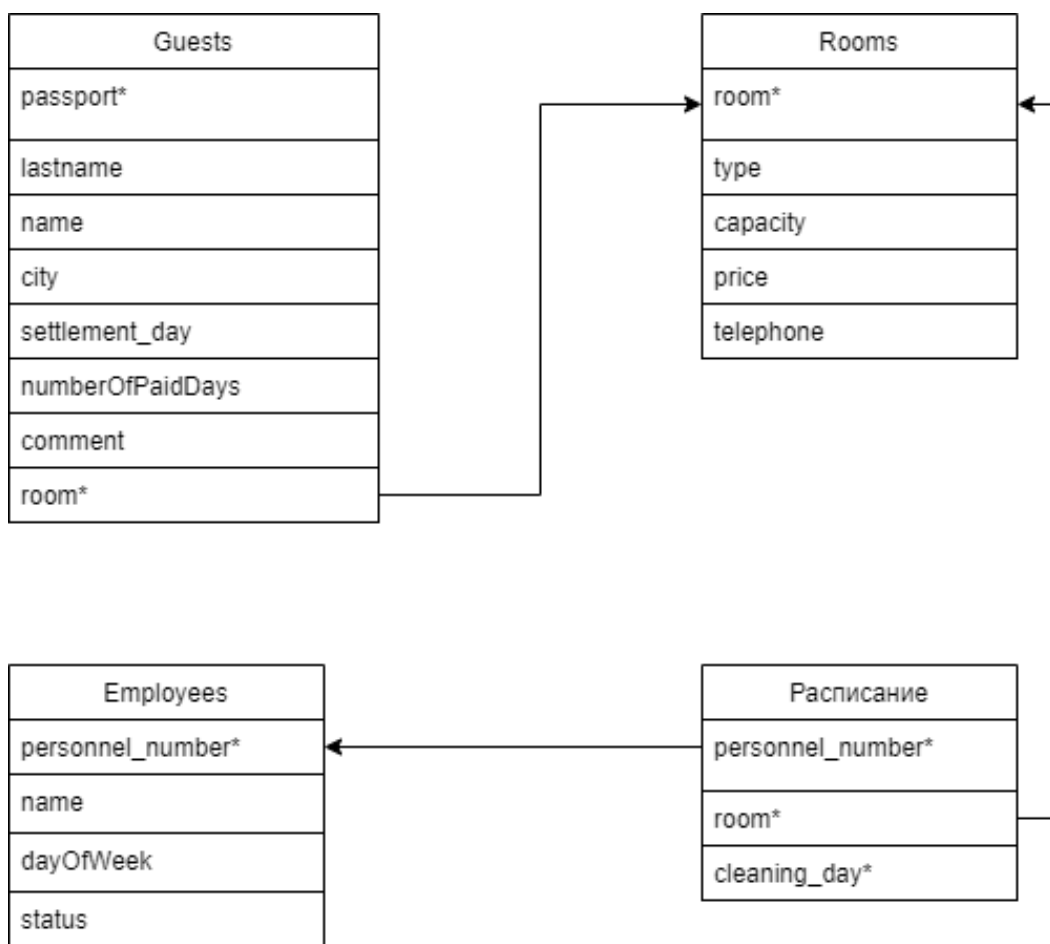 Guests
passport*
lastname
name
city
settlement_day
numberOfPaidDays
comment
room*
Rooms
room*
type
capacity
price
telephone
Employees
personnel_number*
name
dayOfWeek
status
Расписание
personnel_number*
room*
cleaning_day*